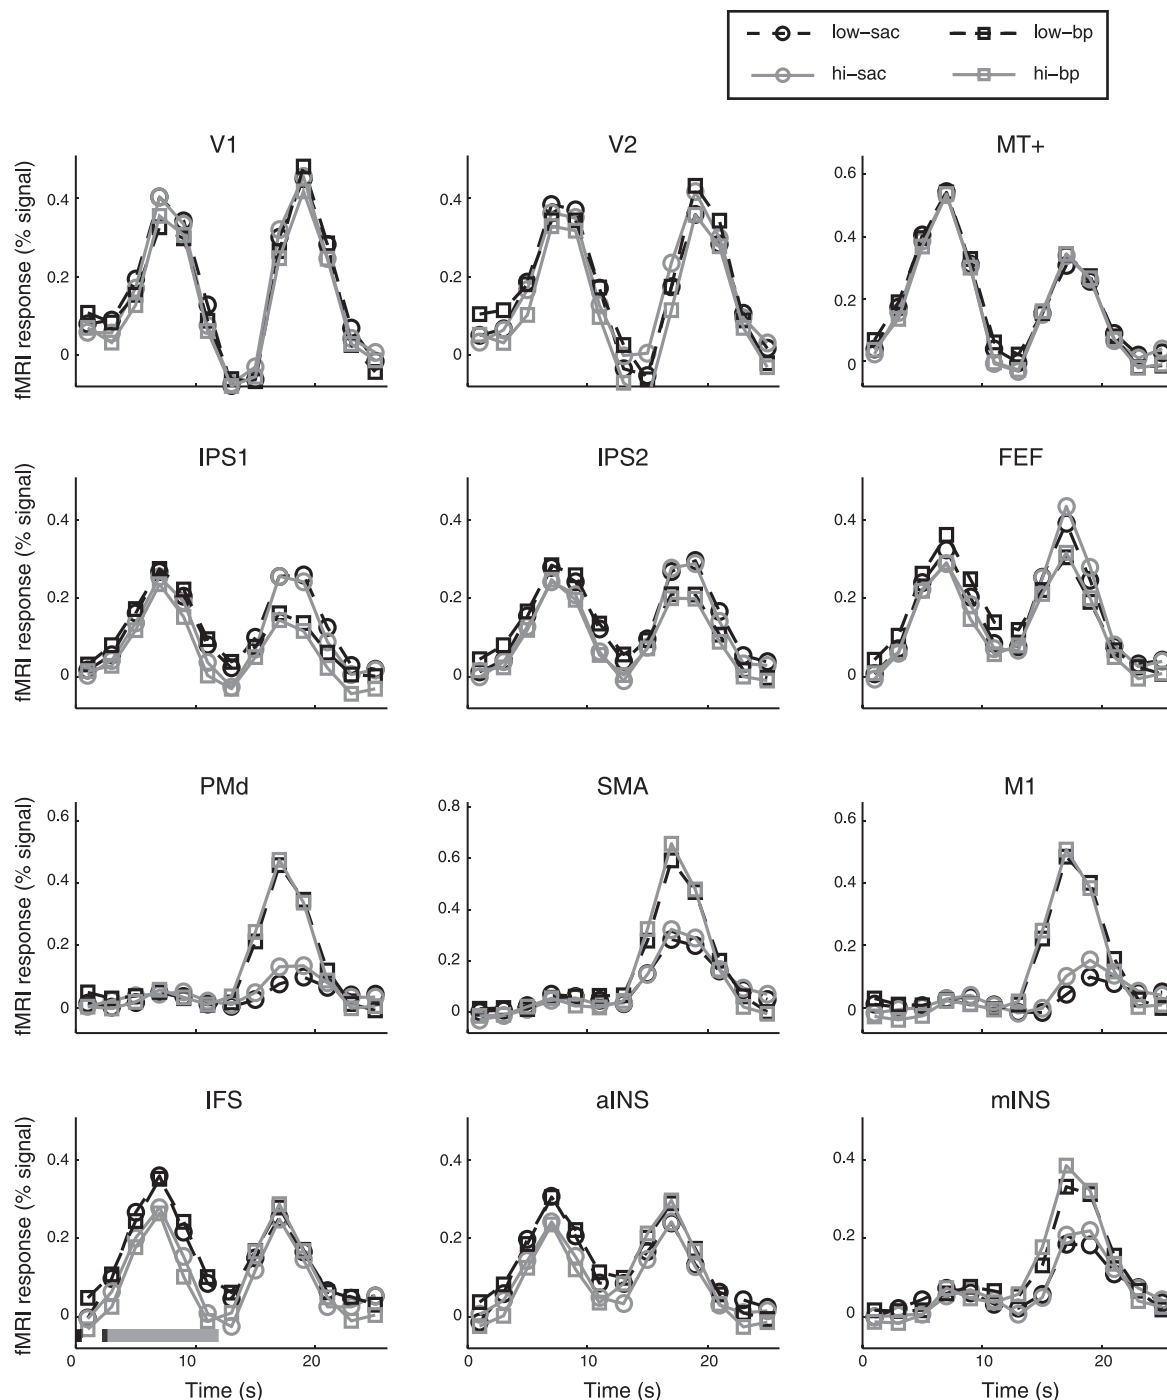 low–sac low–bp
hi–sac hi–bp
V1 V2 MT+
fMRI response (% signal)
0.4 0.4 0.6
0.2 0.2 0.4
0 0 0.2
0
10 20 10 20 10 20
IPS1 IPS2 FEF
fMRI response (% signal)
0.4 0.4 0.4
0.2 0.2 0.2
0 0 0
PMd SMA M1
fMRI response (% signal)
0.6 0.8 0.6
0.4 0.6 0.4
0.2 0.4 0.2
0 0.2 0
0
IFS aINS mINS
fMRI response (% signal)
0.4 0.4 0.4
0.2 0.2 0.2
0 0 0
0 10 20 0 10 20 0 10 20
Time (s) Time (s) Time (s)